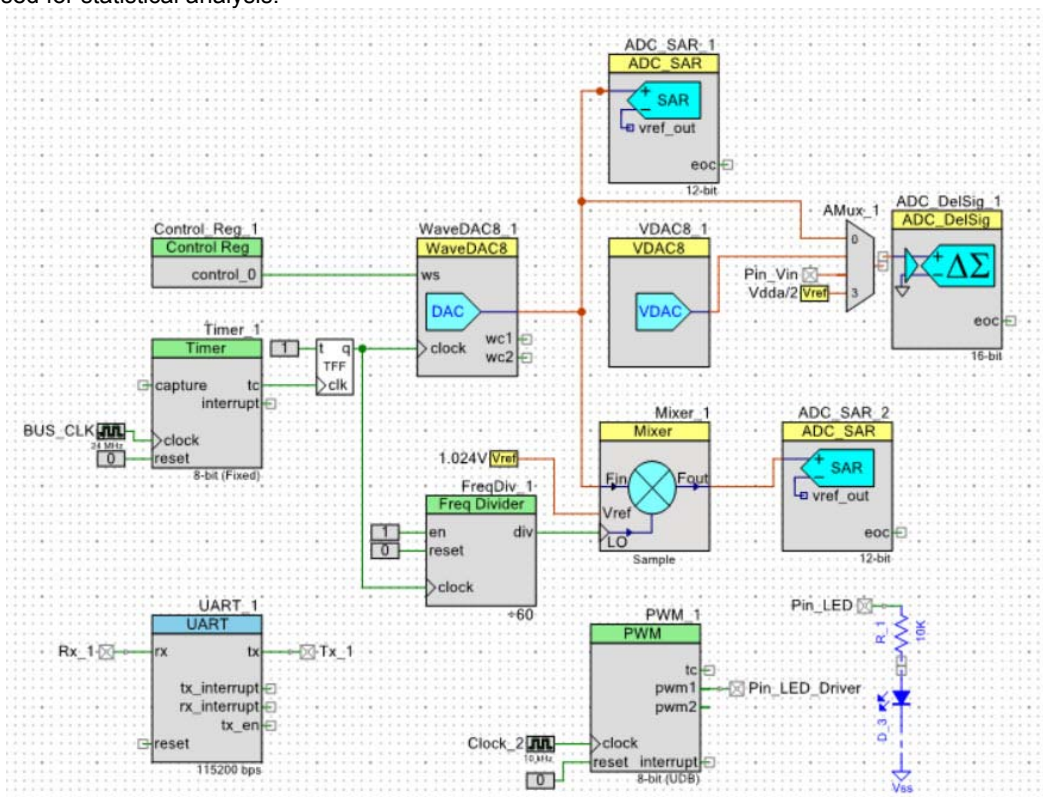 used for statistical analysis.
ADC_SAR_1
ADC_SAR
SAR
vref_out
eoc
12-bit
Control_Reg_1
Control Reg
control_0
WaveDAC8_1
WaveDAC8
ws
DAC
wc1
wc2
clock
VDAC8_1
VDAC8
VDAC
AMux_1
0
3
Pin_Vin
Vdda/2 Vref
ADC_DelSig_1
ADC_DelSig
ΔΣ
eoc
16-bit
Timer_1
Timer
capture
tc
interrupt
clock
reset
8-bit (Fixed)
BUS_CLK
24 MHz
0
1
t q
TFF
clk
Mixer_1
Mixer
Fin
Fout
Vref
LO
Sample
1.024V Vref
ADC_SAR_2
ADC_SAR
SAR
vref_out
eoc
12-bit
FreqDiv_1
Freq Divider
1
0
en
div
reset
clock
÷60
UART_1
UART
Rx_1
rx
tx
Tx_1
tx_interrupt
rx_interrupt
tx_en
reset
115200 bps
PWM_1
PWM
tc
pwm1
Pin_LED_Driver
pwm2
Clock_2
10 kHz
clock
reset
interrupt
0
8-bit (UDB)
Pin_LED
R_1
10K
D_3
Vss